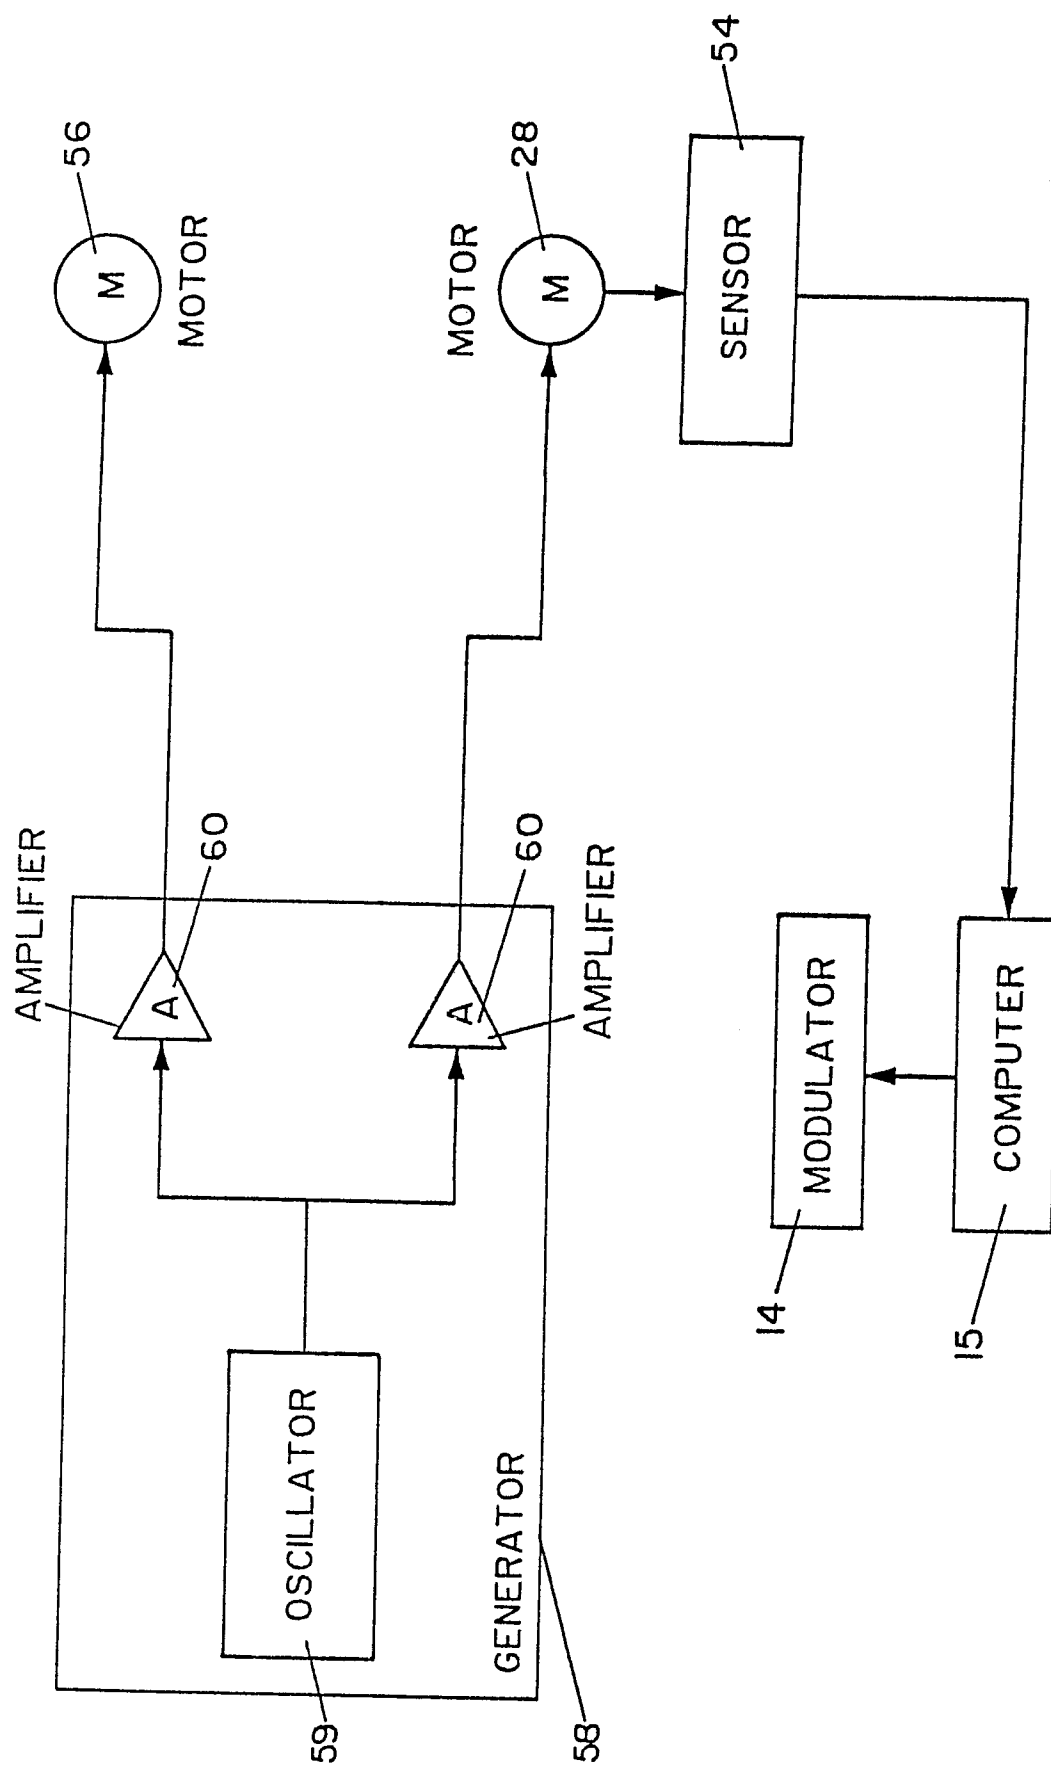 59
OSCILLATOR
58
GENERATOR
AMPLIFIER
A
60
A
60
AMPLIFIER
M
56
MOTOR
MOTOR
M
28
SENSOR
54
14
MODULATOR
15
COMPUTER